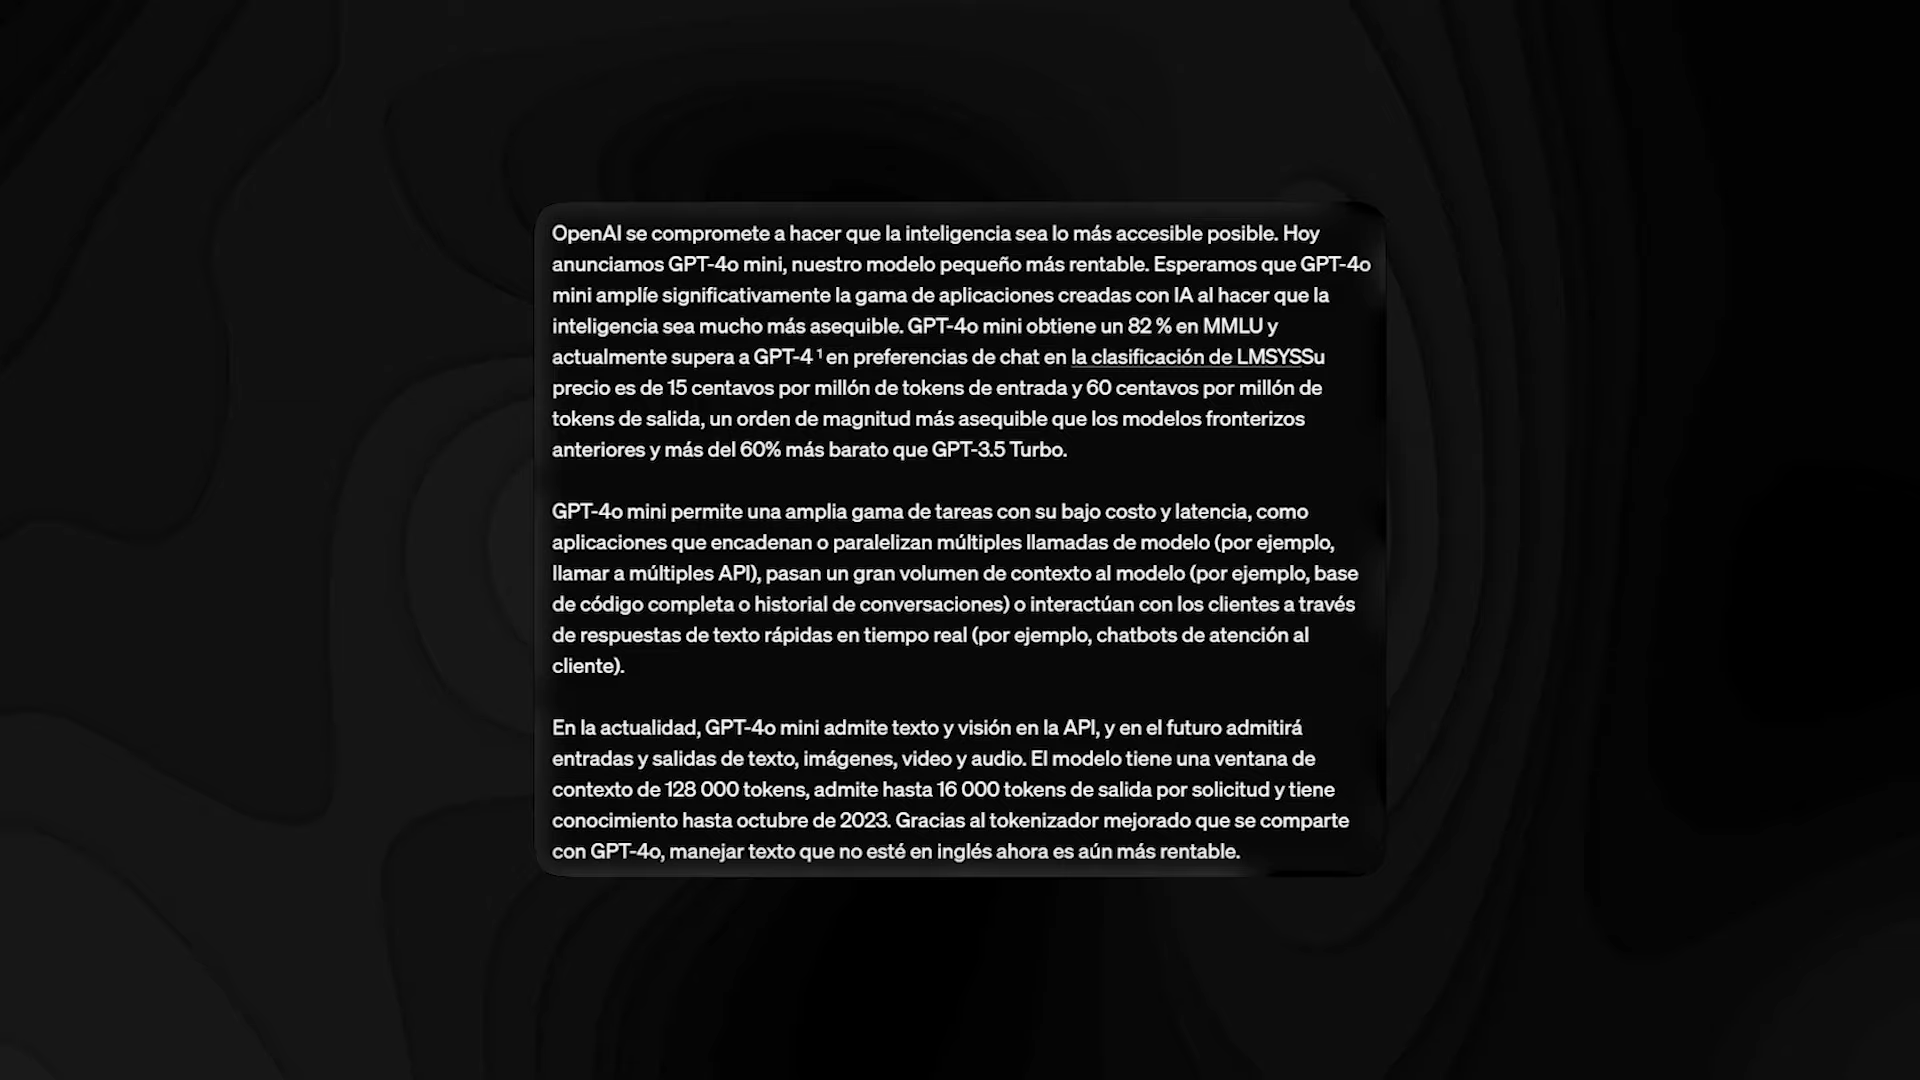 OpenAI se compromete a hacer que la inteligencia sea lo más accesible posible. Hoy
anunciamos GPT-4o mini, nuestro modelo pequeño más rentable. Esperamos que GPT-4o
mini amplíe significativamente la gama de aplicaciones creadas con IA al hacer que la
inteligencia sea mucho más asequible. GPT-4o mini obtiene un 82 % en MMLU y
actualmente supera a GPT-4 ¹ en preferencias de chat en la clasificación de LMSYSSu
precio es de 15 centavos por millón de tokens de entrada y 60 centavos por millón de
tokens de salida, un orden de magnitud más asequible que los modelos fronterizos
anteriores y más del 60% más barato que GPT-3.5 Turbo.
GPT-4o mini permite una amplia gama de tareas con su bajo costo y latencia, como
aplicaciones que encadenan o paralelizan múltiples llamadas de modelo (por ejemplo,
llamar a múltiples API), pasan un gran volumen de contexto al modelo (por ejemplo, base
de código completa o historial de conversaciones) o interactúan con los clientes a través
de respuestas de texto rápidas en tiempo real (por ejemplo, chatbots de atención al
cliente).
En la actualidad, GPT-4o mini admite texto y visión en la API, y en el futuro admitirá
entradas y salidas de texto, imágenes, video y audio. El modelo tiene una ventana de
contexto de 128 000 tokens, admite hasta 16 000 tokens de salida por solicitud y tiene
conocimiento hasta octubre de 2023. Gracias al tokenizador mejorado que se comparte
con GPT-4o, manejar texto que no esté en inglés ahora es aún más rentable.